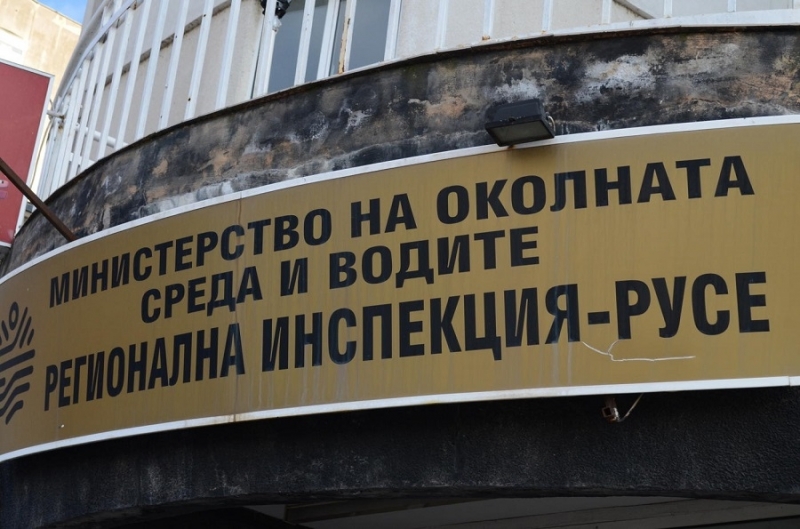 МИНИСТЕРСТВО НА ОКОЛНАТА
СРЕДА И ВОДИТЕ
РЕГИОНАЛНА ИНСПЕКЦИЯ-РУСЕ